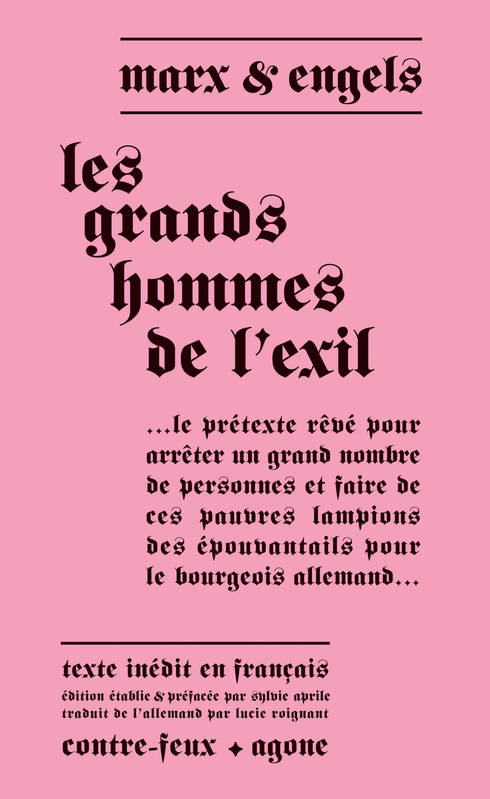 marx & engels
les
grands
hommes
de l'exil
...le prétexte rêvé pour
arrêter un grand nombre
de personnes et faire de
ces pauvres lampions
des épouvantails pour
le bourgeois allemand...
texte inédit en français
édition établie & préfacée par sylvie aprile
traduit de l'allemand par lucie roignant
contre-feux ✦ agone